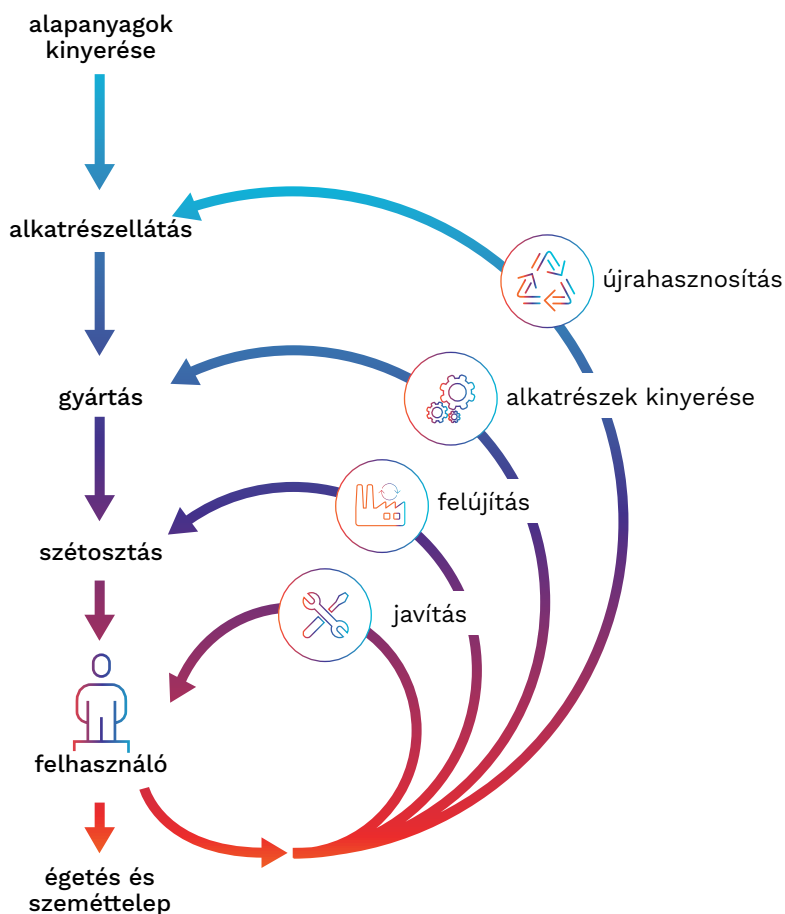 alapanyagok
kinyerése
alkatrészellátás
újrahasznosítás
gyártás
alkatrészek kinyerése
felújítás
szétosztás
javítás
felhasználó
égetés és
szeméttelep